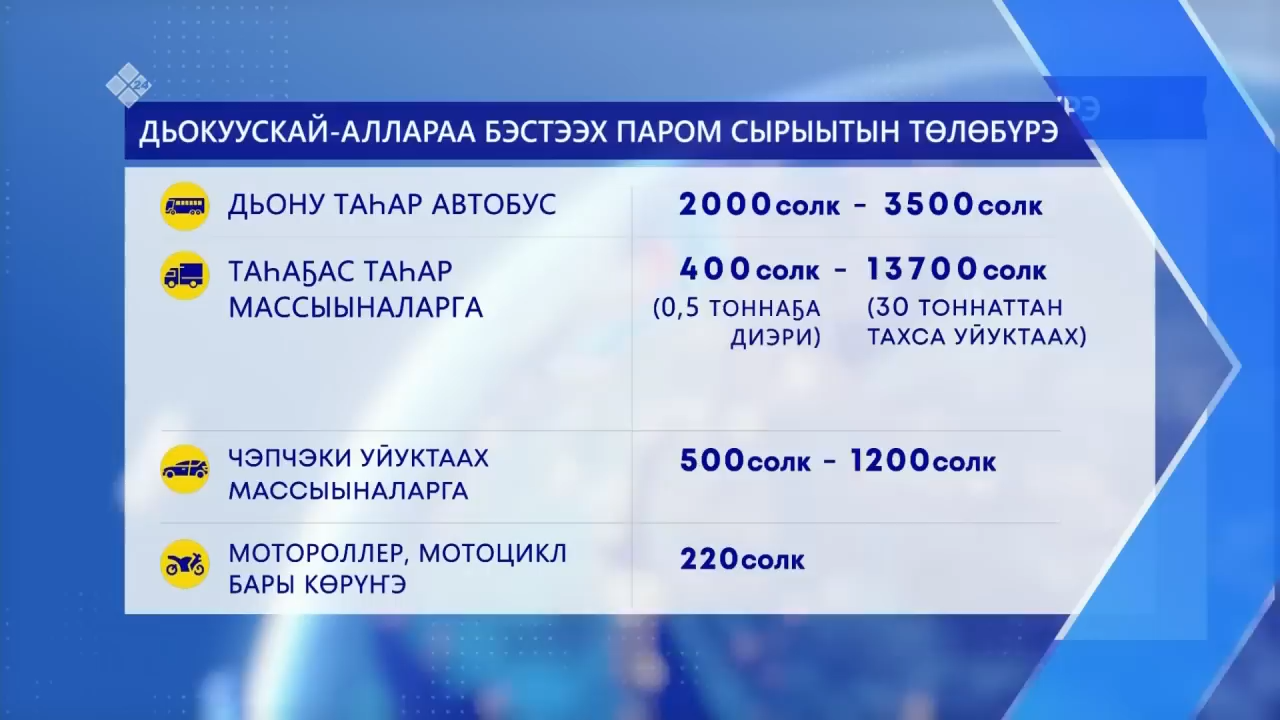 24
ДЬОКУУСКАЙ-АЛЛАРАА БЭСТЭЭХ ПАРОМ СЫРЫЫТЫН ТӨЛӨБҮРЭ
ДЬОНУ ТАҺАР АВТОБУС
2000солк - 3500солк
ТАҺАҔАС ТАҺАР
МАССЫЫНАЛАРГА
400солк - 13700солк
(0,5 ТОННАҔА
ДИЭРИ)
(30 ТОННАТТАН
ТАХСА УЙУКТААХ)
ЧЭПЧЭКИ УЙУКТААХ
МАССЫЫНАЛАРГА
500солк - 1200солк
МОТОРОЛЛЕР, МОТОЦИКЛ
БАРЫ КӨРҮҤЭ
220солк